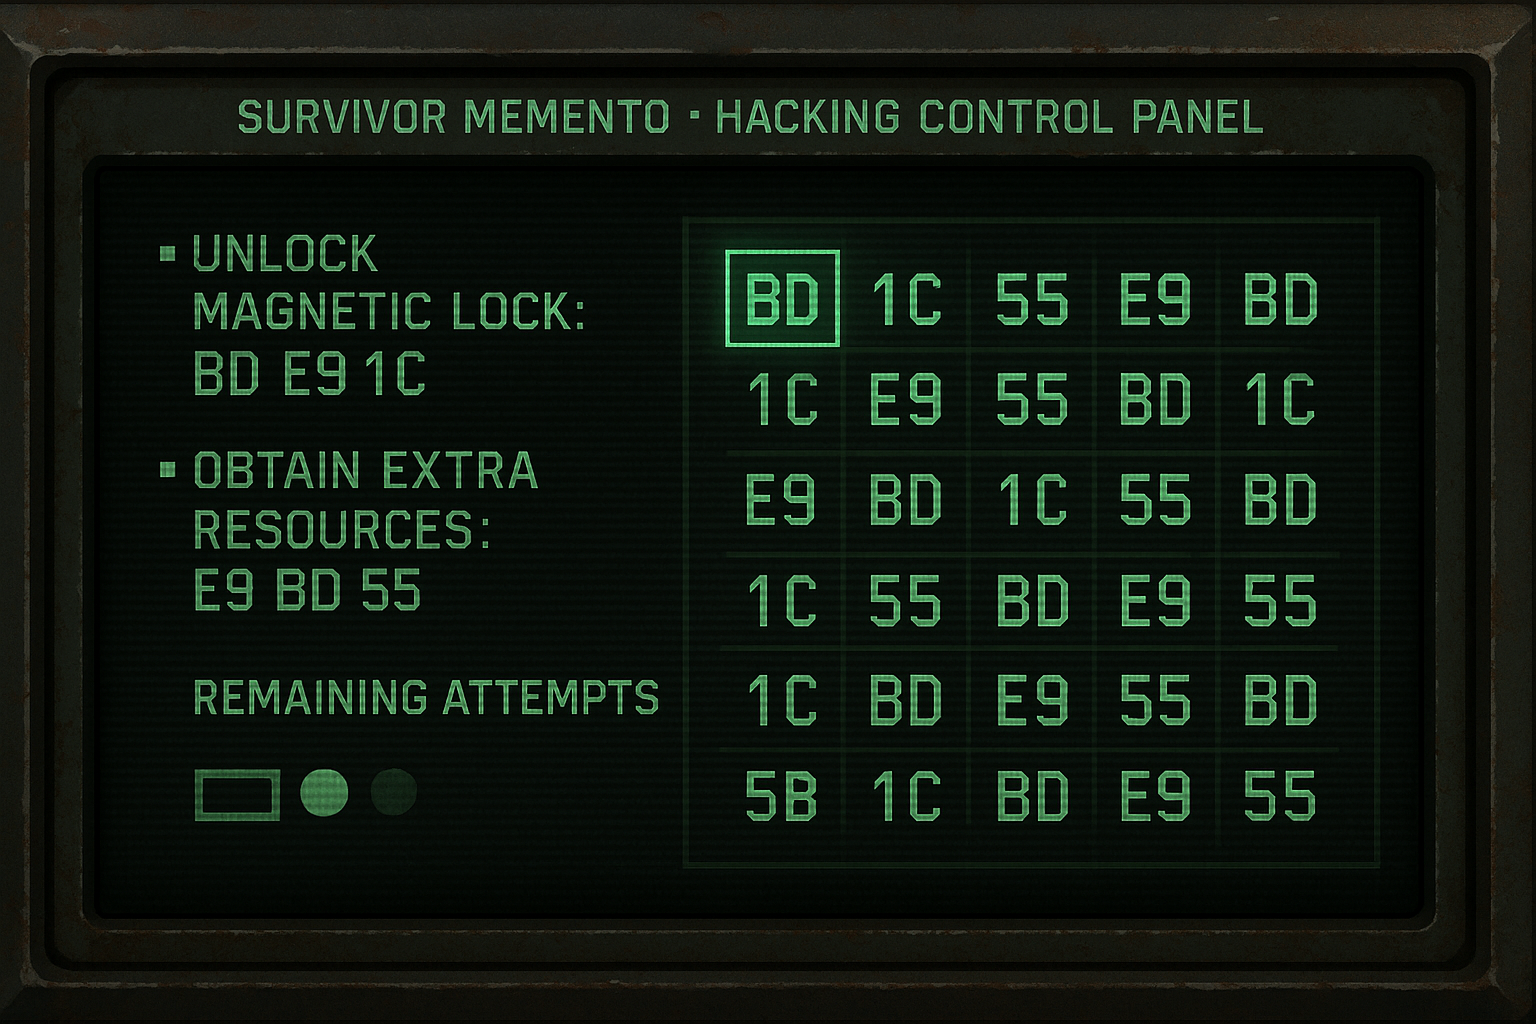 SURVIVOR MEMENTO · HACKING CONTROL PANEL
▪ UNLOCK
MAGNETIC LOCK:
BD E9 1C
▪ OBTAIN EXTRA
RESOURCES:
E9 BD 55
REMAINING ATTEMPTS
BD 1C 55 E9 BD
1C E9 55 BD 1C
E9 BD 1C 55 BD
1C 55 BD E9 55
1C BD E9 55 BD
5B 1C BD E9 55